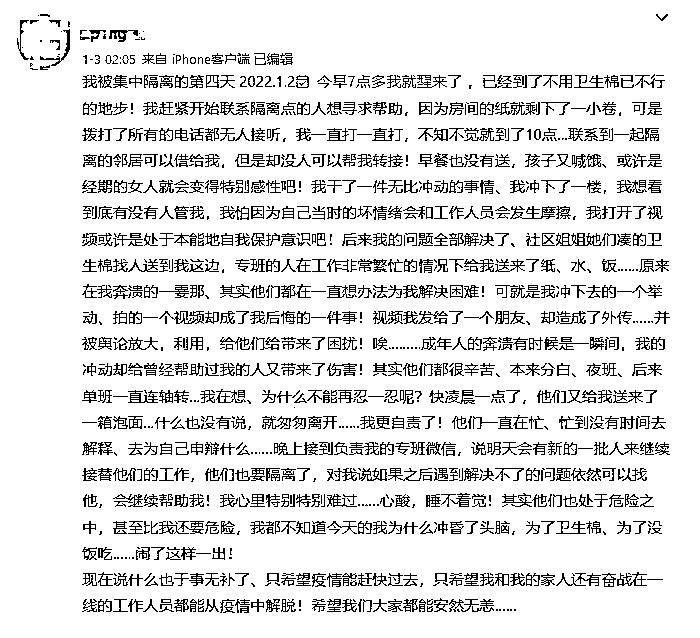 1-3 02:05 来自 iPhone客户端 已编辑
我被集中隔离的第四天 2022.1.2 今早7点多我就醒来了，已经到了不用卫生棉已不行
的地步！我赶紧开始联系隔离点的人想寻求帮助，因为房间的纸就剩下了一小卷，可是
拨打了所有的电话都无人接听，我一直打一直打，不知不觉就到了10点...联系到一起隔
离的邻居可以借给我，但是却没人可以帮我转接！早餐也没有送，孩子又喊饿、或许是
经期的女人就会变得特别感性吧！我干了一件无比冲动的事情、我冲下了一楼，我想看
到底有没有人管我，我怕因为自己当时的坏情绪会和工作人员会发生摩擦，我打开了视
频或许是处于本能地自我保护意识吧！后来我的问题全部解决了、社区姐姐她们凑的卫
生棉找人送到我这边，专班的人在工作非常繁忙的情况下给我送来了纸、水、饭......原来
在我奔溃的一霎那、其实他们都在一直想办法为我解决困难！可就是我冲下去的一个举
动、拍的一个视频却成了我后悔的一件事！视频我发给了一个朋友、却造成了外传......并
被舆论放大，利用，给他们给带来了困扰！唉.........成年人的奔溃有时候是一瞬间，我的
冲动却给曾经帮助过我的人又带来了伤害！其实他们都很辛苦、本来分白、夜班、后来
单班一直连轴转...我在想、为什么不能再忍一忍呢？快凌晨一点了，他们又给我送来了
一箱泡面...什么也没有说，就匆匆离开......我更自责了！他们一直在忙、忙到没有时间去
解释、去为自己申辩什么......晚上接到负责我的专班微信，说明天会有新的一批人来继续
接替他们的工作，他们也要隔离了，对我说如果之后遇到解决不了的问题依然可以找
他，会继续帮助我！我心里特别特别难过......心酸，睡不着觉！其实他们也处于危险之
中，甚至比我还要危险，我都不知道今天的我为什么冲昏了头脑，为了卫生棉、为了没
饭吃......闹了这样一出！
现在说什么也于事无补了、只希望疫情能赶快过去，只希望我和我的家人还有奋战在一
线的工作人员都能从疫情中解脱！希望我们大家都能安然无恙......